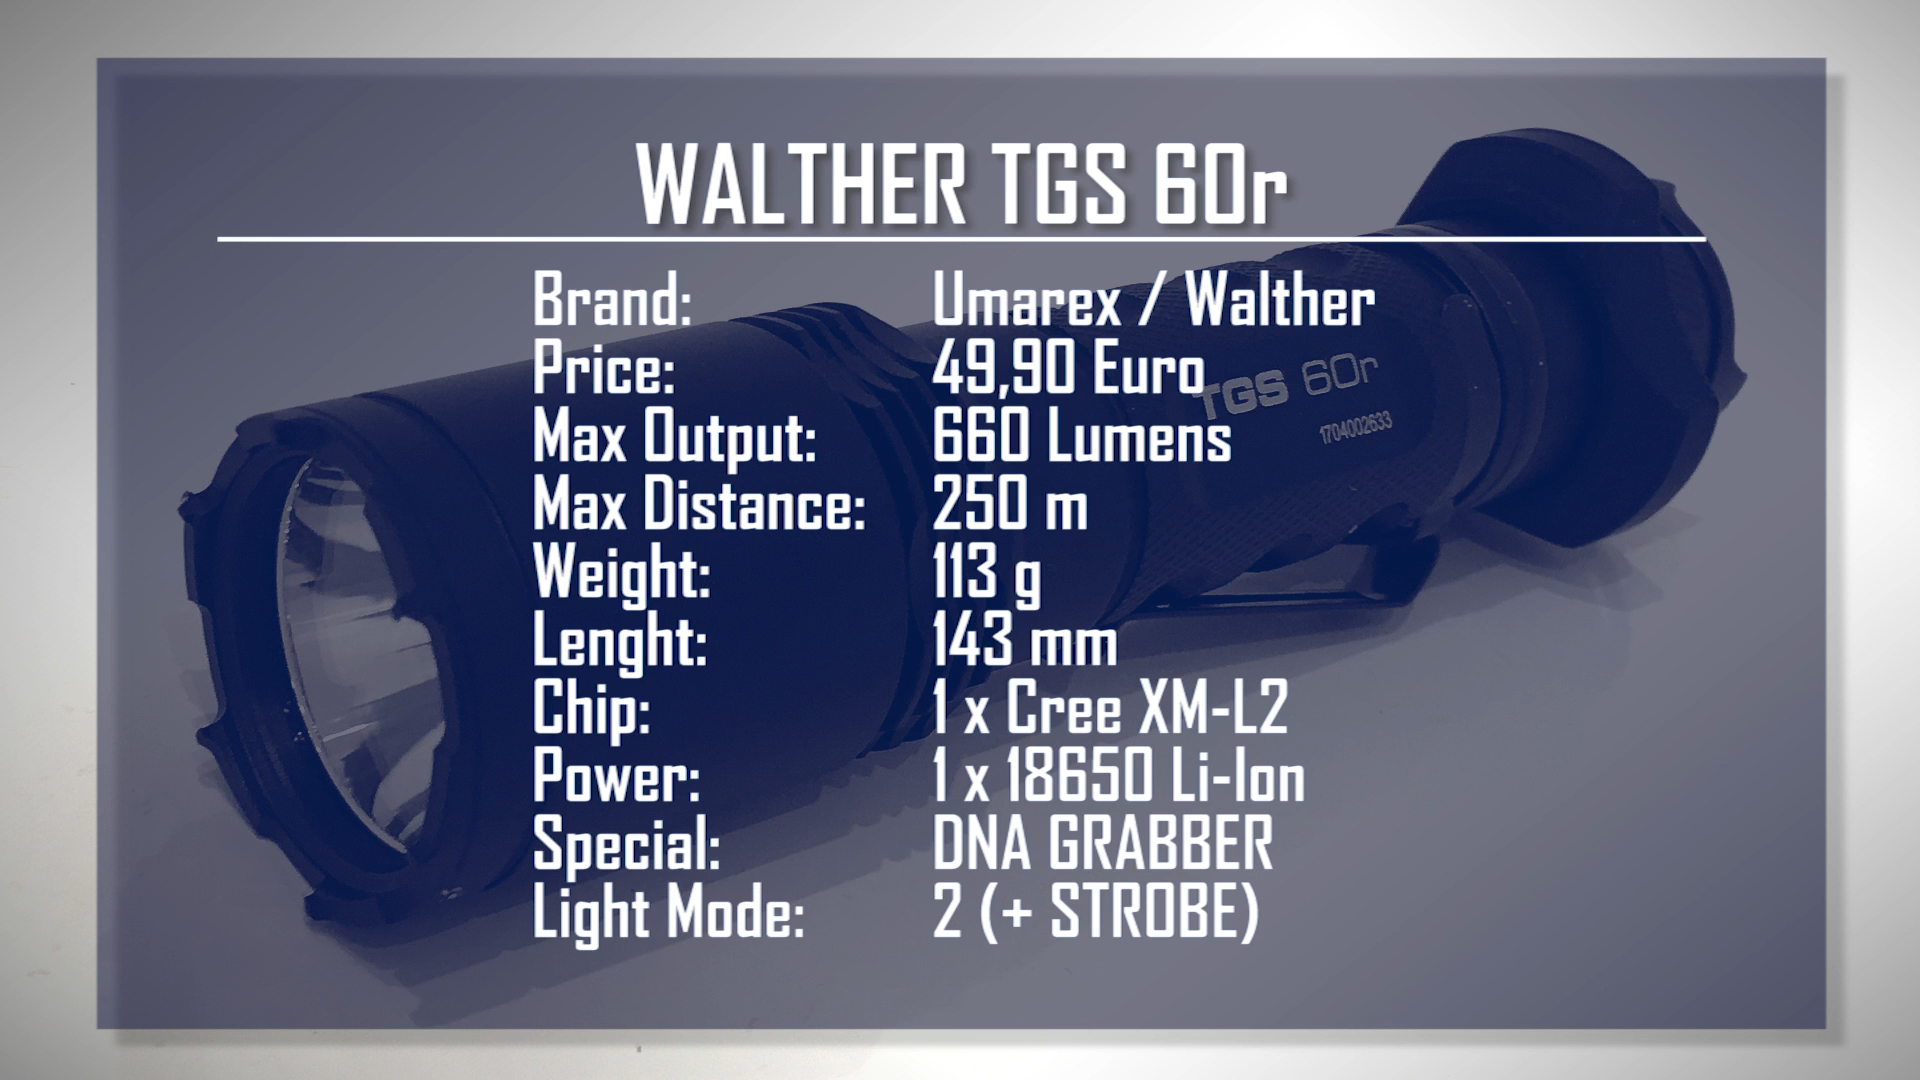 WALTHER TGS 60r
Brand: Umarex / Walther
Price: 49,90 Euro
Max Output: 660 Lumens
Max Distance: 250 m
Weight: 113 g
Lenght: 143 mm
Chip: 1 x Cree XM-L2
Power: 1 x 18650 Li-Ion
Special: DNA GRABBER
Light Mode: 2 (+ STROBE)
TGS 60r
1704002633